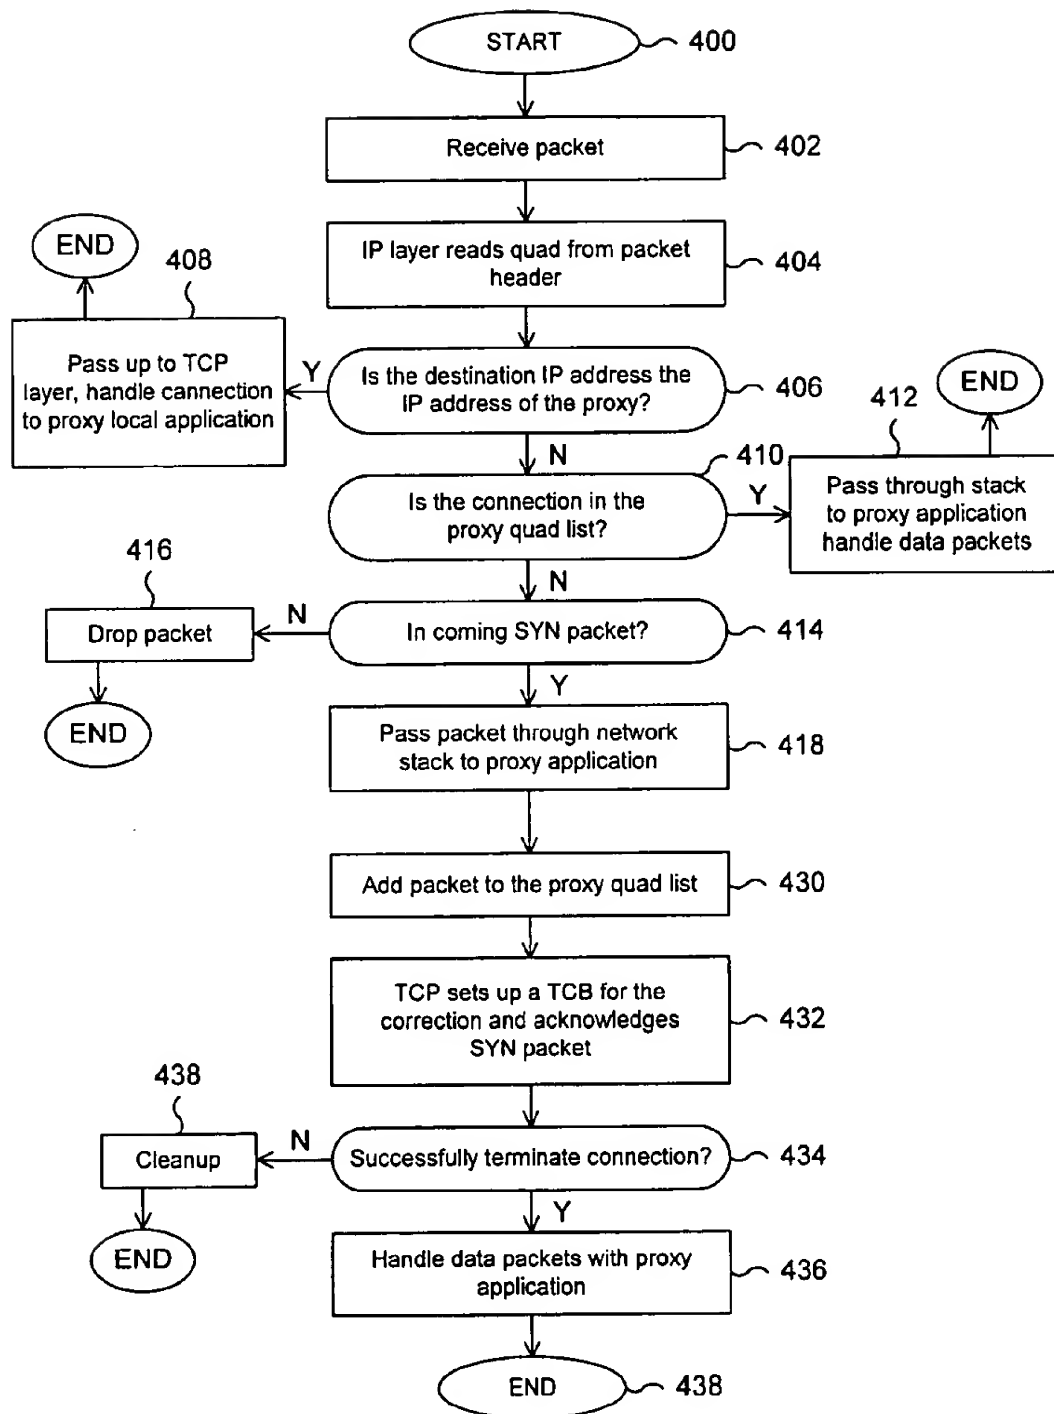 START
400
Receive packet
402
END
IP layer reads quad from packet
header
404
408
Pass up to TCP
layer, handle cannection
to proxy local application
Y
Is the destination IP address the
IP address of the proxy?
406
END
412
N
410
Is the connection in the
proxy quad list?
Y
Pass through stack
to proxy application
handle data packets
416
N
Drop packet
N
In coming SYN packet?
414
END
Y
Pass packet through network
stack to proxy application
418
Add packet to the proxy quad list
430
TCP sets up a TCB for the
correction and acknowledges
SYN packet
432
438
Cleanup
N
Successfully terminate connection?
434
END
Y
Handle data packets with proxy
application
436
END
438